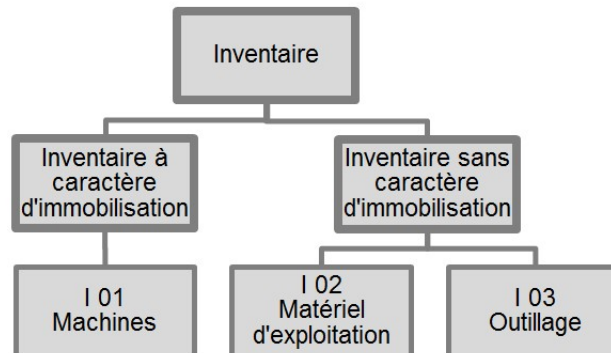 Inventaire
Inventaire à
caractère
d'immobilisation
Inventaire sans
caractère
d'immobilisation
I 01
Machines
I 02
Matériel
d'exploitation
I 03
Outillage